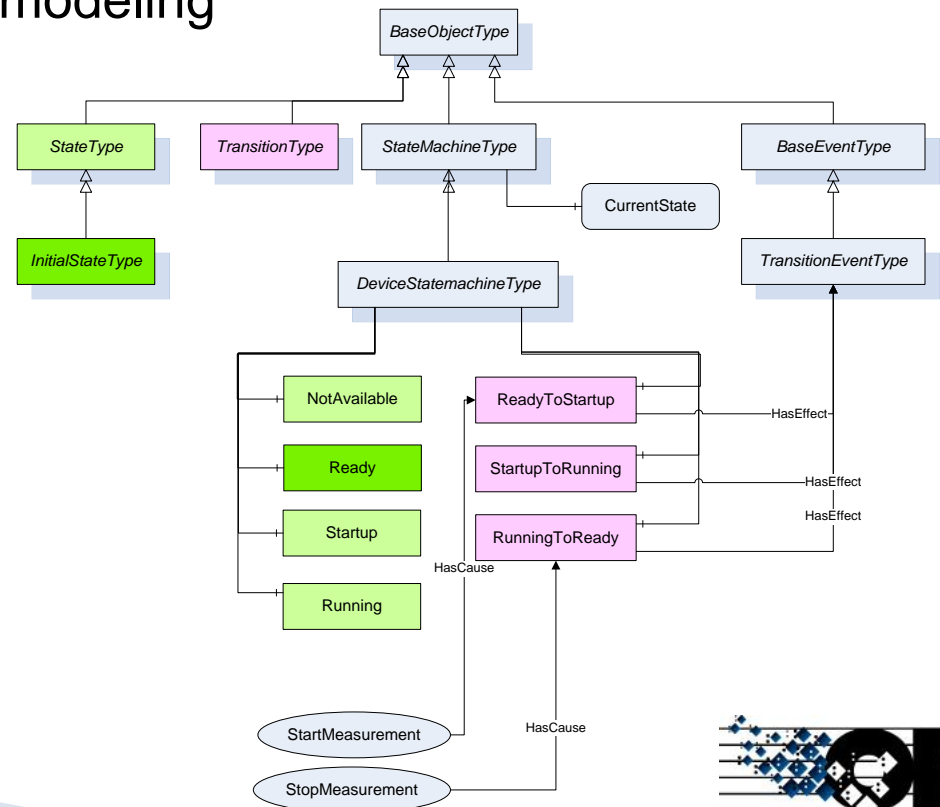 modeling
BaseObjectType
StateType
TransitionType
StateMachineType
BaseEventType
CurrentState
InitialStateType
DeviceStatemachineType
TransitionEventType
NotAvailable
ReadyToStartup
HasEffect
Ready
StartupToRunning
HasEffect
HasEffect
Startup
RunningToReady
HasCause
Running
StartMeasurement
HasCause
StopMeasurement